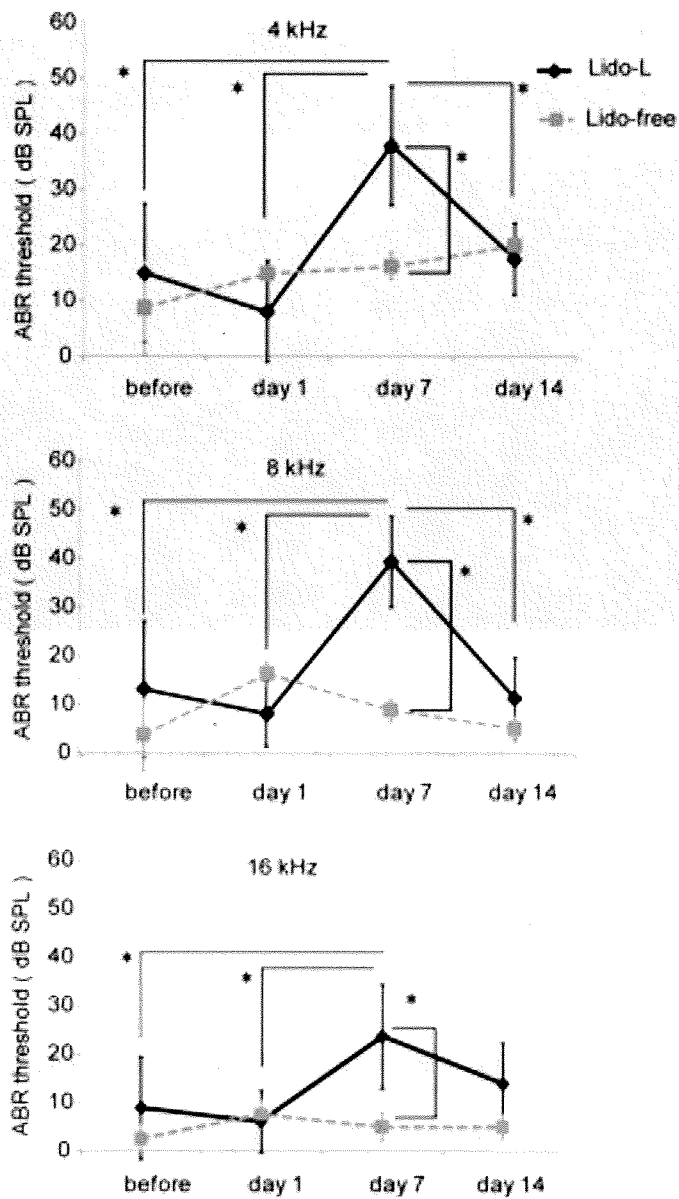 4 kHz
Lido-L
Lido-free
ABR threshold ( dB SPL )
60
50
40
30
20
10
0
* * * *
before day 1 day 7 day 14
8 kHz
ABR threshold ( dB SPL )
60
50
40
30
20
10
0
* * * *
before day 1 day 7 day 14
16 kHz
ABR threshold ( dB SPL )
60
50
40
30
20
10
0
* * *
before day 1 day 7 day 14